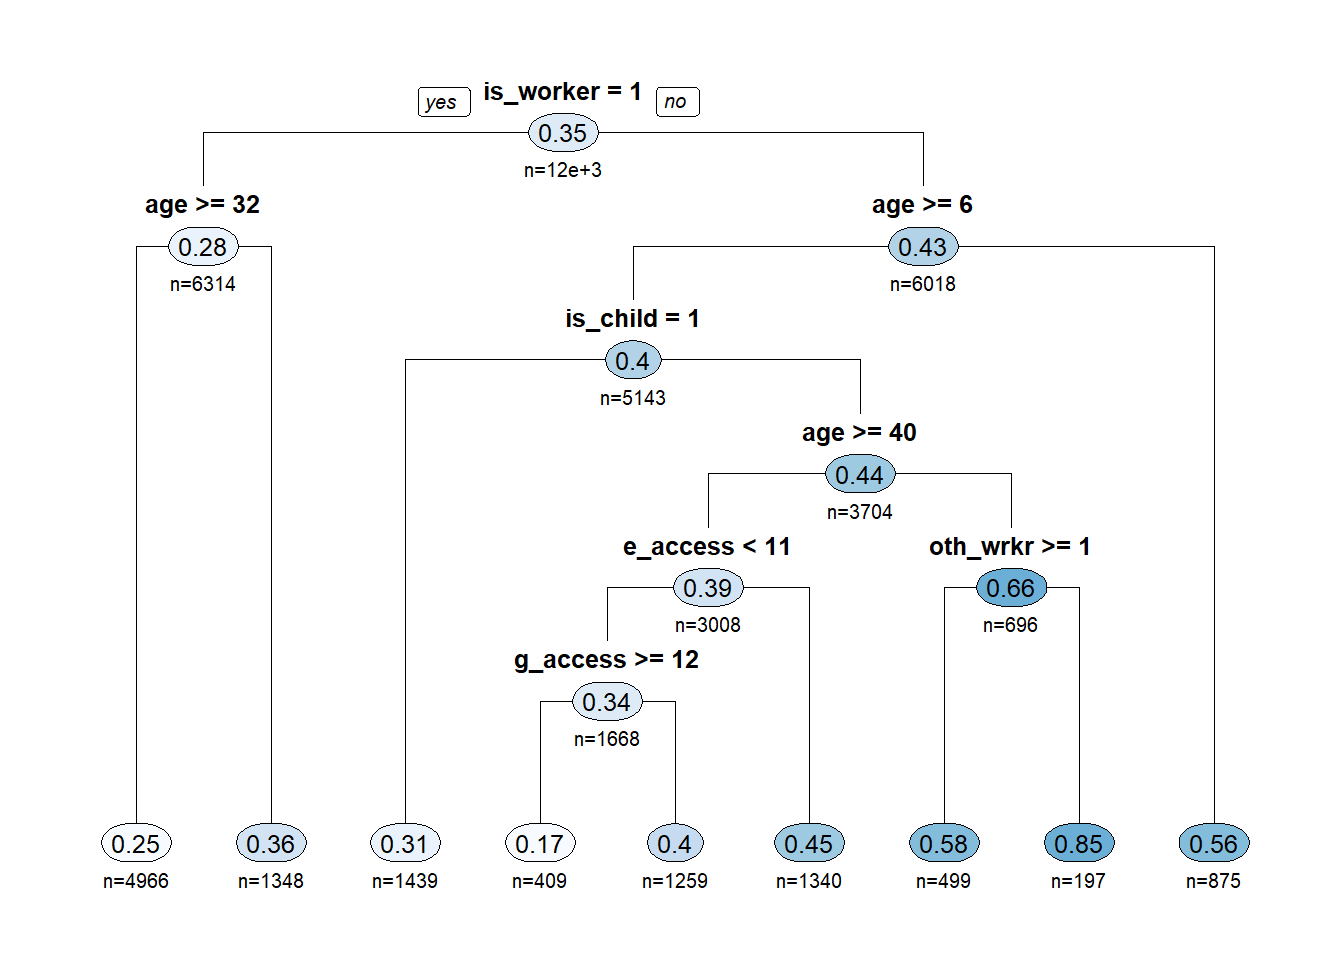 yes is_worker = 1 no
0.35
n=12e+3
age >= 32 age >= 6
0.28 0.43
n=6314 n=6018
is_child = 1
0.4
n=5143
age >= 40
0.44
n=3704
e_access < 11 oth_wrkr >= 1
0.39 0.66
n=3008 n=696
g_access >= 12
0.34
n=1668
0.25 0.36 0.31 0.17 0.4 0.45 0.58 0.85 0.56
n=4966 n=1348 n=1439 n=409 n=1259 n=1340 n=499 n=197 n=875